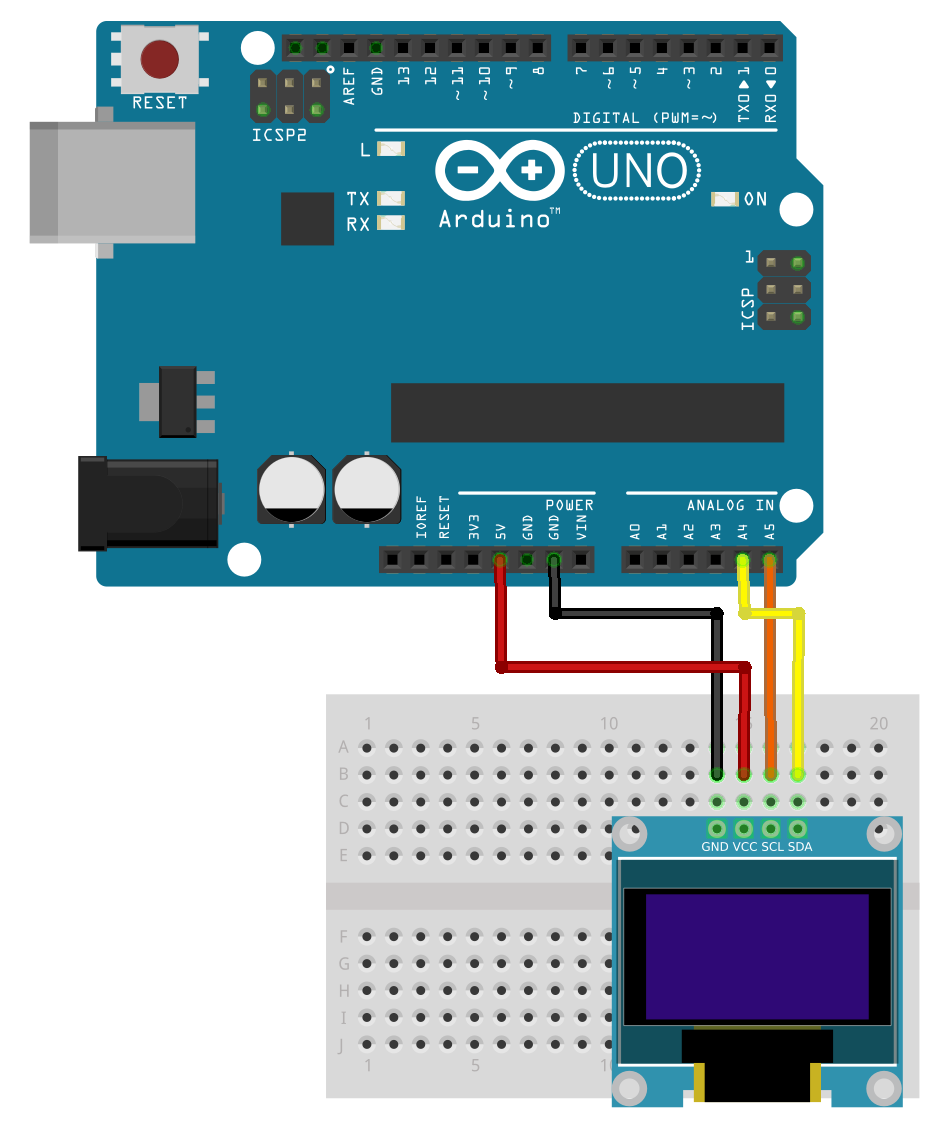 RESET
ICSP2
AREF
GND
13
12
~11
~10
~9
8
7
~6
~5
4
~3
2
TX0▶1
RX0◀0
DIGITAL (PWM=~)
L
TX
RX
Arduino™
UNO
ON
1
ICSP
IOREF
RESET
3V3
5V
GND
GND
VIN
POWER
A0
A1
A2
A3
A4
A5
ANALOG IN
1 5 10 20
A
B
C
D
E
GND VCC SCL SDA
F
G
H
I
J
1 5